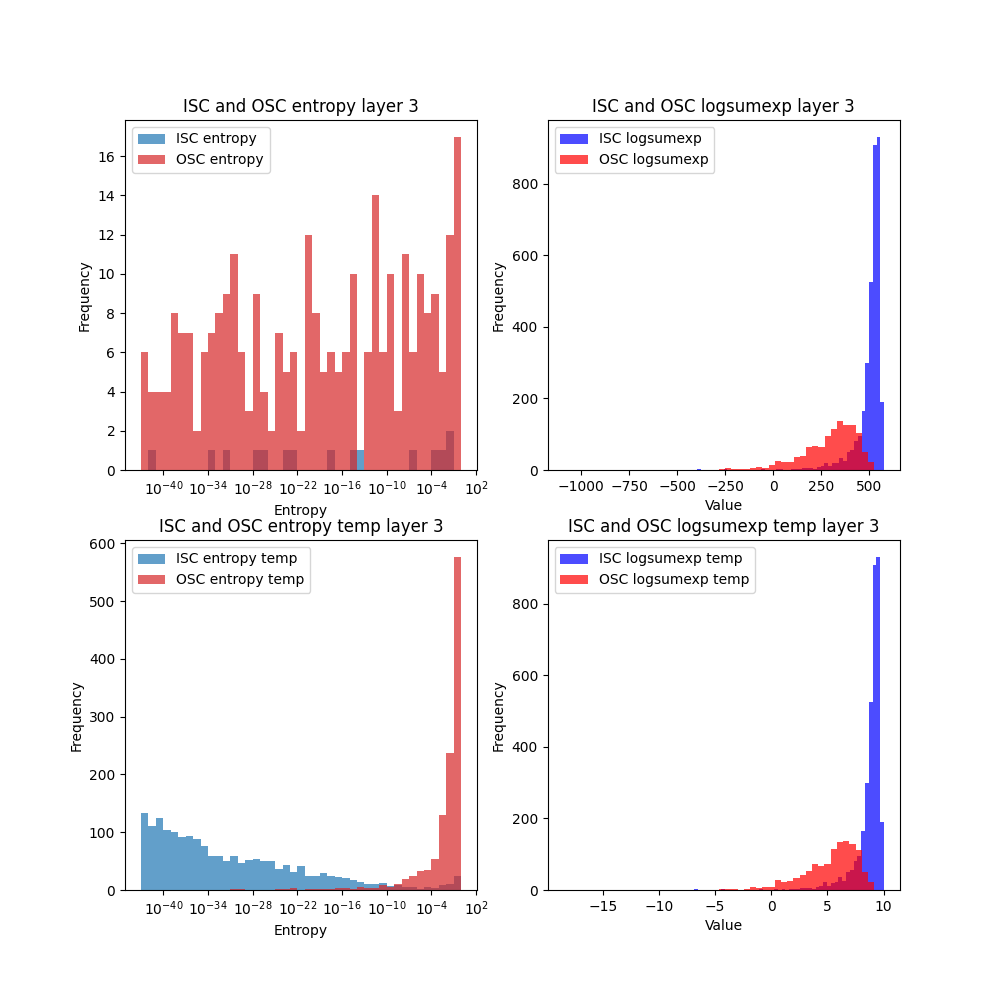 ISC and OSC entropy layer 3
ISC entropy
OSC entropy
Frequency
16
14
12
10
8
6
4
2
0
10⁻⁴⁰ 10⁻³⁴ 10⁻²⁸ 10⁻²² 10⁻¹⁶ 10⁻¹⁰ 10⁻⁴ 10²
Entropy
ISC and OSC logsumexp layer 3
ISC logsumexp
OSC logsumexp
Frequency
800
600
400
200
0
−1000 −750 −500 −250 0 250 500
Value
ISC and OSC entropy temp layer 3
ISC entropy temp
OSC entropy temp
Frequency
600
500
400
300
200
100
0
10⁻⁴⁰ 10⁻³⁴ 10⁻²⁸ 10⁻²² 10⁻¹⁶ 10⁻¹⁰ 10⁻⁴ 10²
Entropy
ISC and OSC logsumexp temp layer 3
ISC logsumexp temp
OSC logsumexp temp
Frequency
800
600
400
200
0
−15 −10 −5 0 5 10
Value